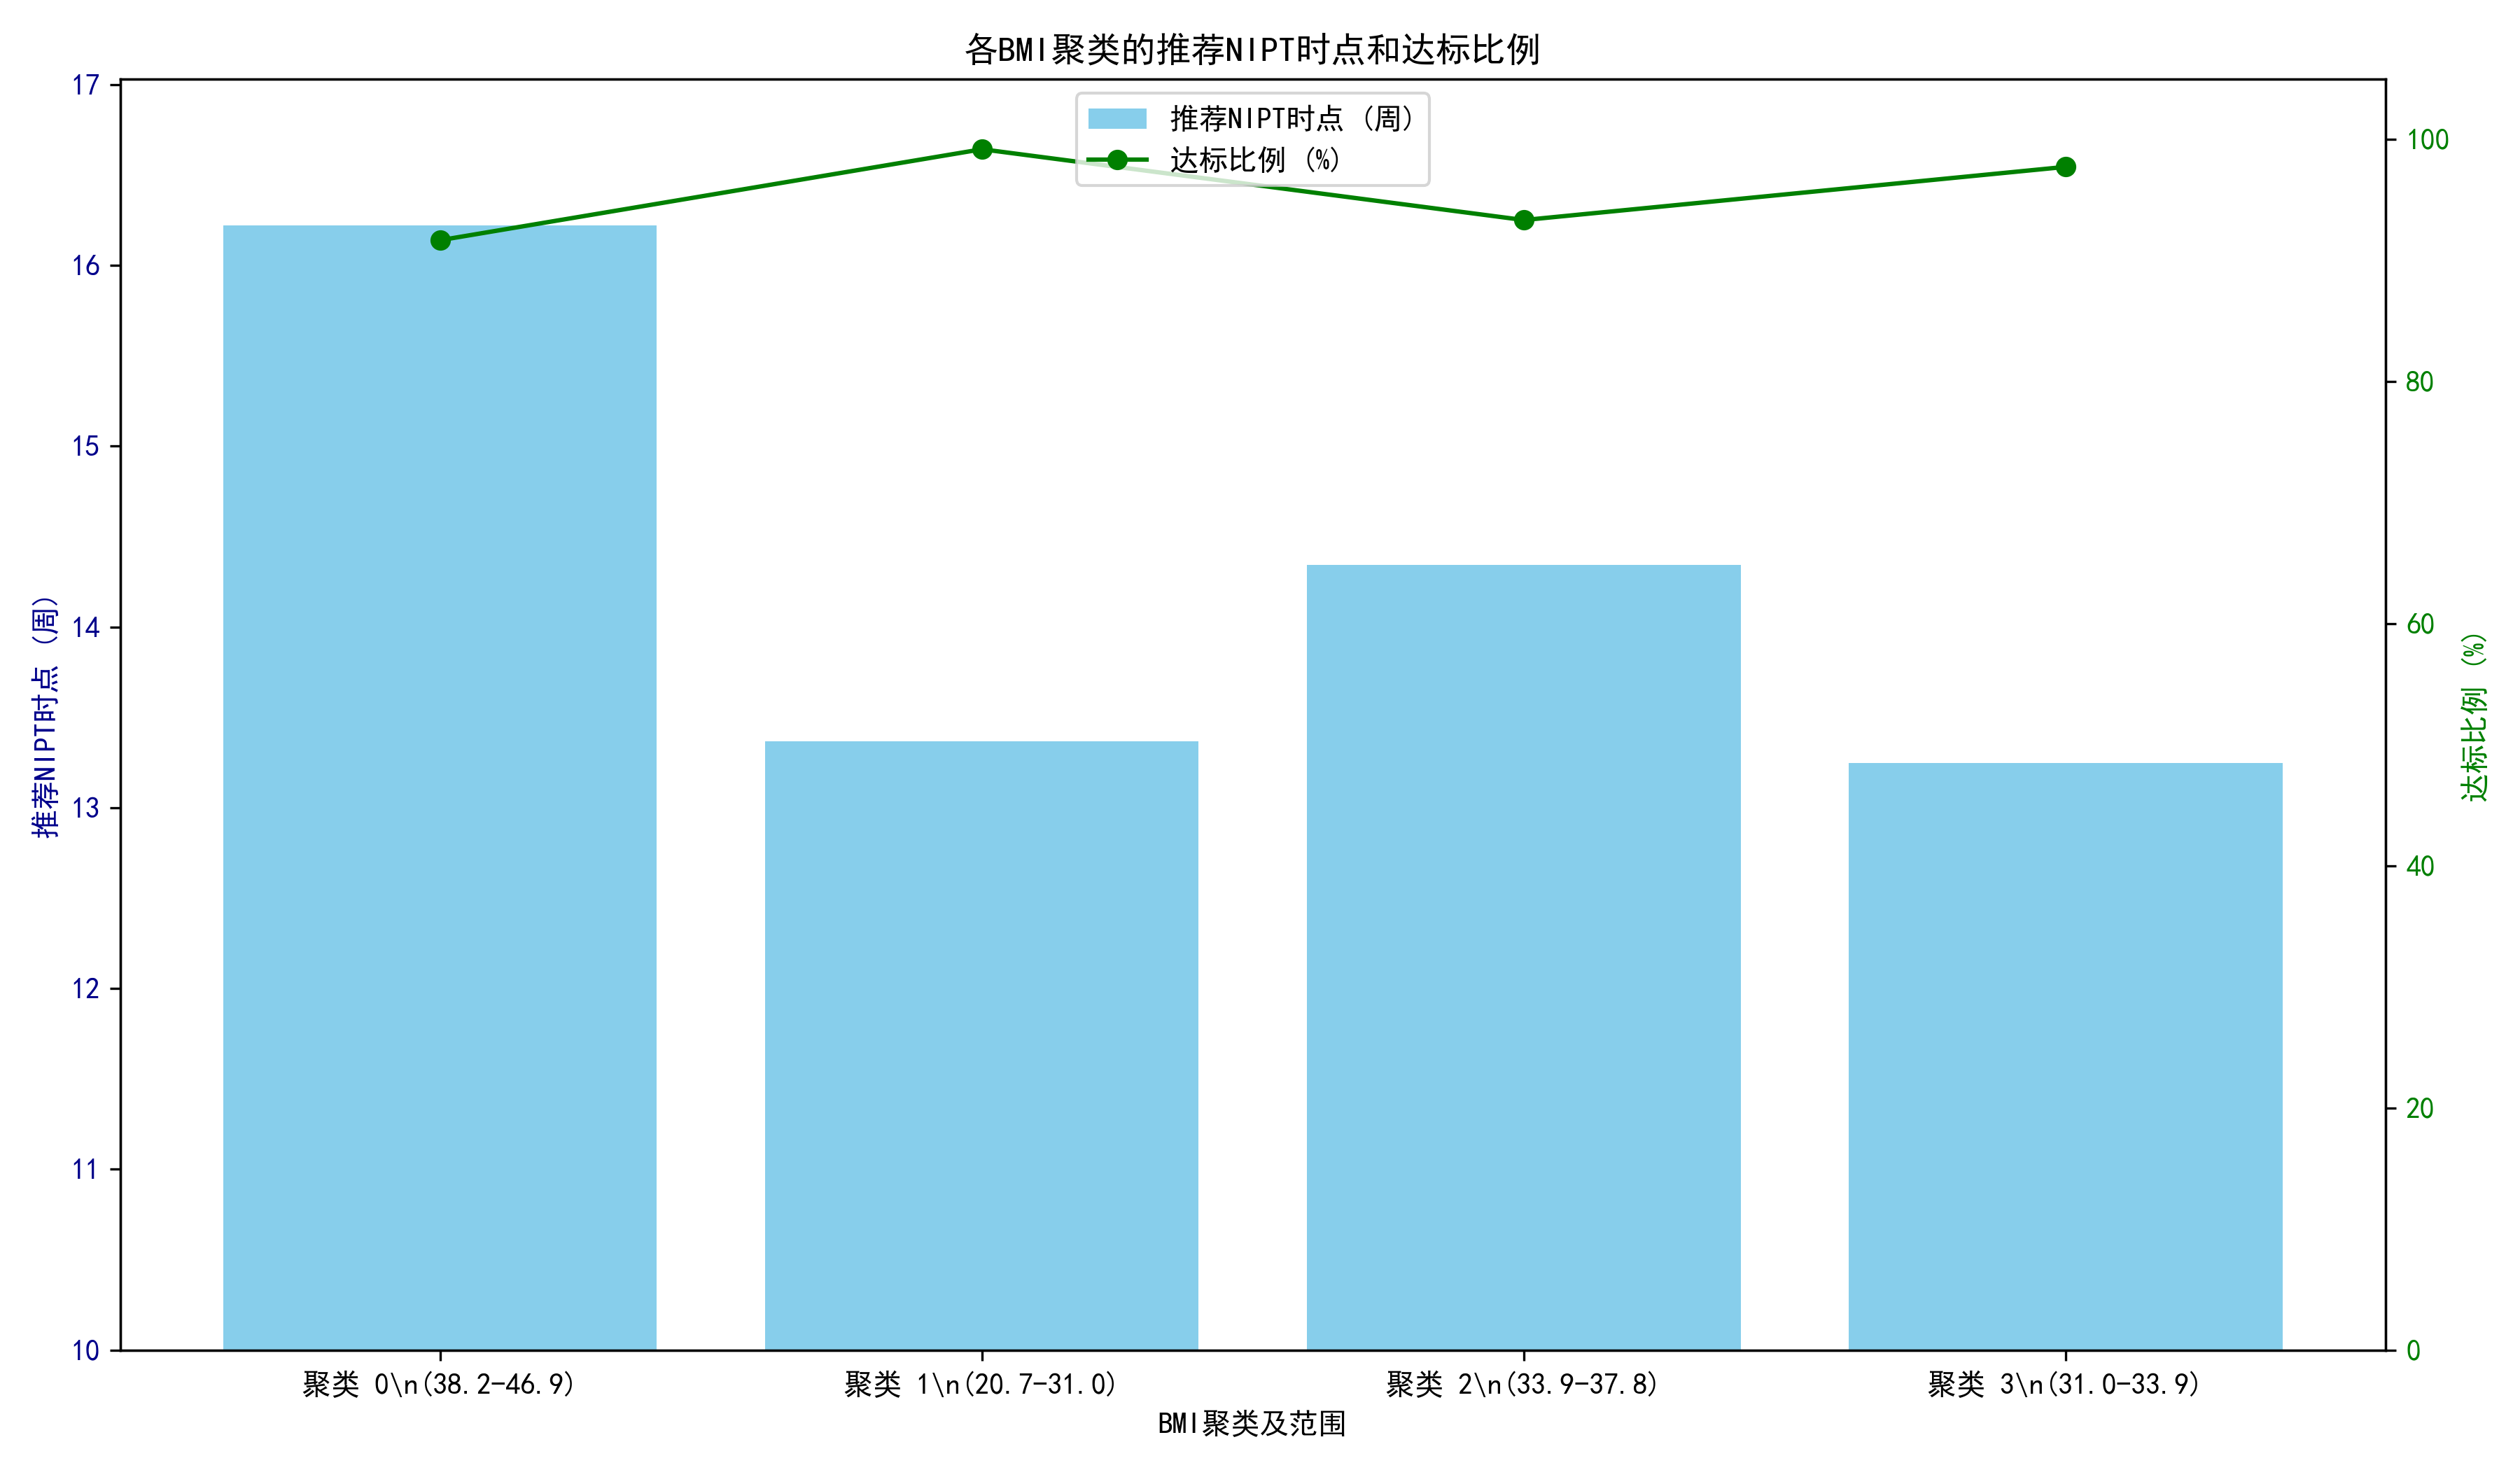 各BMI聚类的推荐NIPT时点和达标比例
推荐NIPT时点 (周)
达标比例 (%)
17
16
15
14
13
12
11
10
推荐NIPT时点 (周)
100
80
60
40
20
0
达标比例 (%)
聚类 0\n(38.2-46.9)
聚类 1\n(20.7-31.0)
聚类 2\n(33.9-37.8)
聚类 3\n(31.0-33.9)
BMI聚类及范围